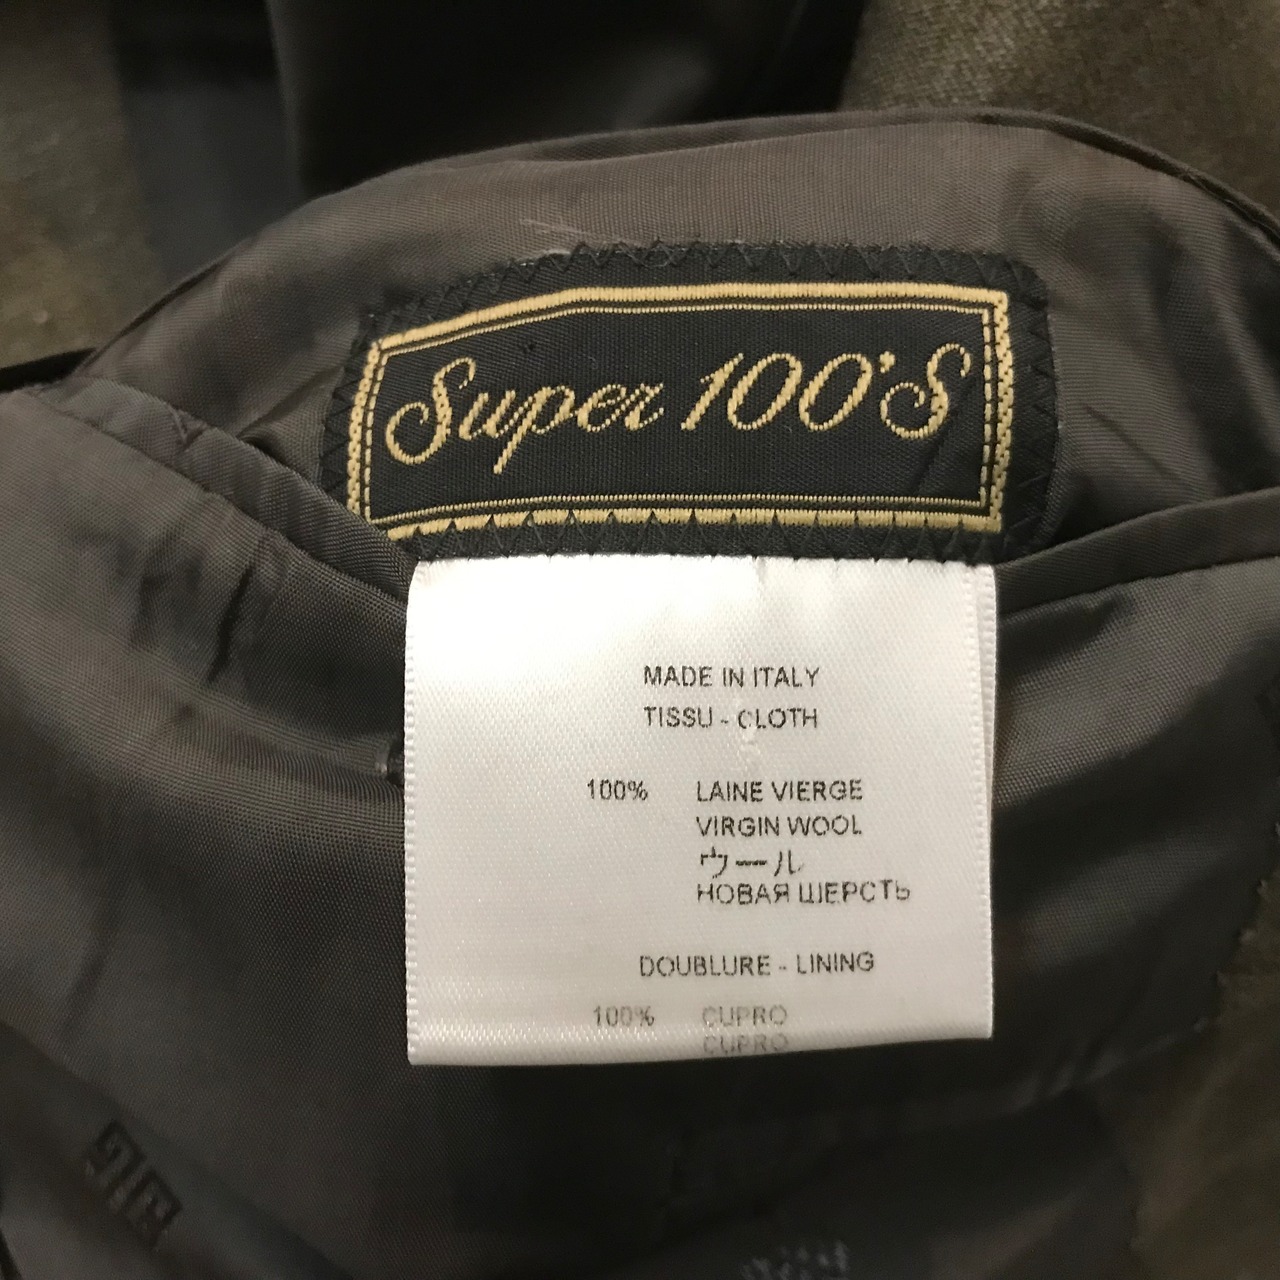 Super 100's
MADE IN ITALY
TISSU - CLOTH
100% LAINE VIERGE
VIRGIN WOOL
ウール
НОВАЯ ШЕРСТЬ
DOUBLURE - LINING
100% CUPRO
CUPRO